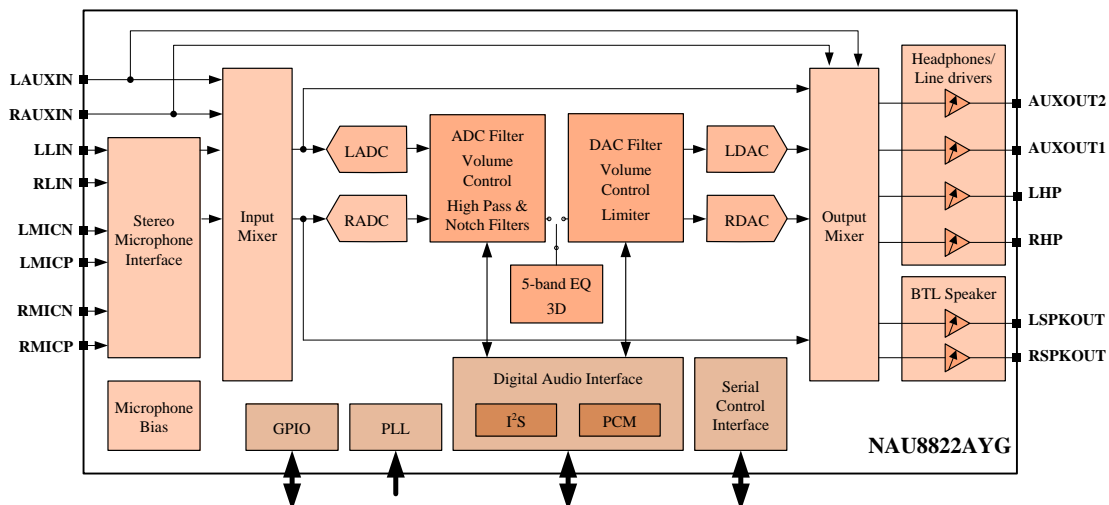 LAUXIN
RAUXIN
LLIN
RLIN
LMICN
LMICP
RMICN
RMICP
Stereo
Microphone
Interface
Microphone
Bias
Input
Mixer
LADC
RADC
ADC Filter
Volume
Control
High Pass &
Notch Filters
DAC Filter
Volume
Control
Limiter
5-band EQ
3D
LDAC
RDAC
Output
Mixer
Headphones/
Line drivers
BTL Speaker
AUXOUT2
AUXOUT1
LHP
RHP
LSPKOUT
RSPKOUT
GPIO
PLL
Digital Audio Interface
I²S
PCM
Serial
Control
Interface
NAU8822AYG